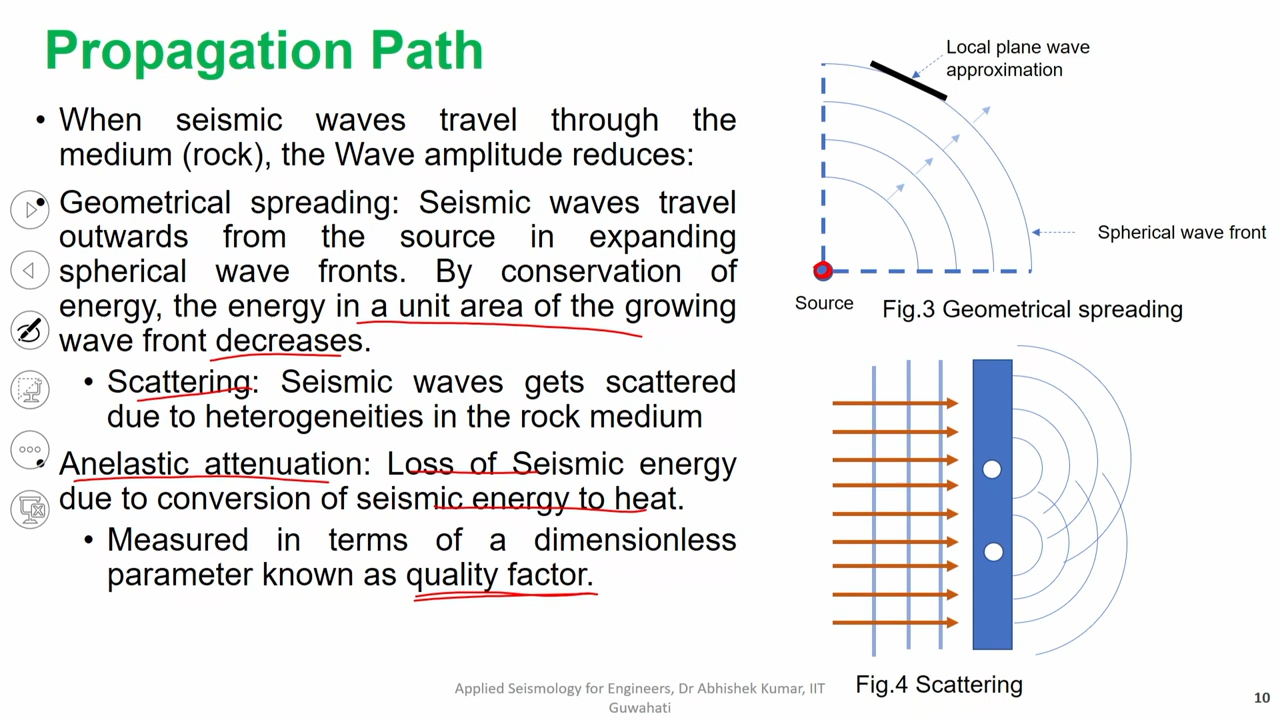 Propagation Path
• When seismic waves travel through the
medium (rock), the Wave amplitude reduces:
• Geometrical spreading: Seismic waves travel
outwards from the source in expanding
spherical wave fronts. By conservation of
energy, the energy in a unit area of the growing
wave front decreases.
• Scattering: Seismic waves gets scattered
due to heterogeneities in the rock medium
• Anelastic attenuation: Loss of Seismic energy
due to conversion of seismic energy to heat.
• Measured in terms of a dimensionless
parameter known as quality factor.
Local plane wave
approximation
Spherical wave front
Source
Fig.3 Geometrical spreading
Fig.4 Scattering
Applied Seismology for Engineers, Dr Abhishek Kumar, IIT
Guwahati
10